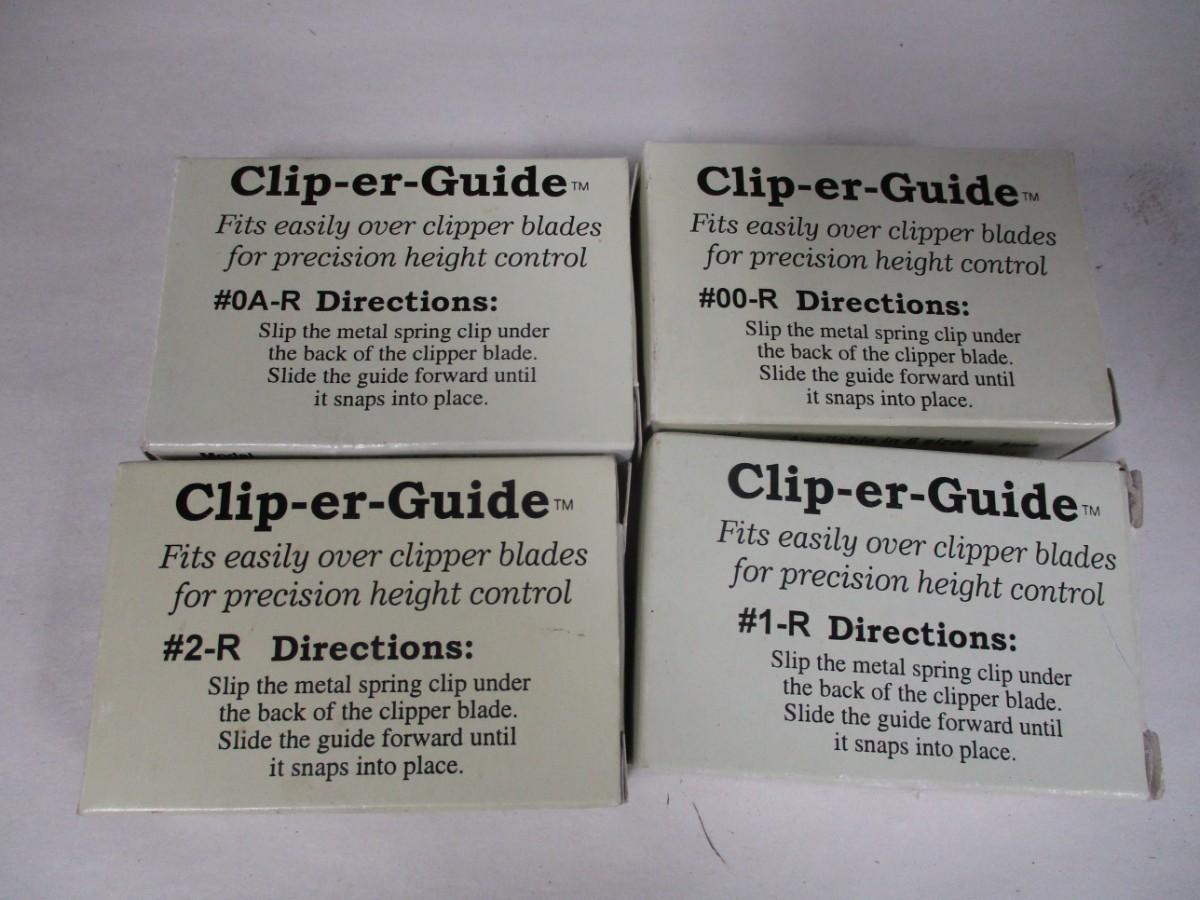 Clip-er-Guide™
Fits easily over clipper blades
for precision height control
#0A-R Directions:
Slip the metal spring clip under
the back of the clipper blade.
Slide the guide forward until
it snaps into place.
Model
Clip-er-Guide™
Fits easily over clipper blades
for precision height control
#00-R Directions:
Slip the metal spring clip under
the back of the clipper blade.
Slide the guide forward until
it snaps into place.
in 6 sizes
Clip-er-Guide™
Fits easily over clipper blades
for precision height control
#2-R Directions:
Slip the metal spring clip under
the back of the clipper blade.
Slide the guide forward until
it snaps into place.
Clip-er-Guide™
Fits easily over clipper blades
for precision height control
#1-R Directions:
Slip the metal spring clip under
the back of the clipper blade.
Slide the guide forward until
it snaps into place.